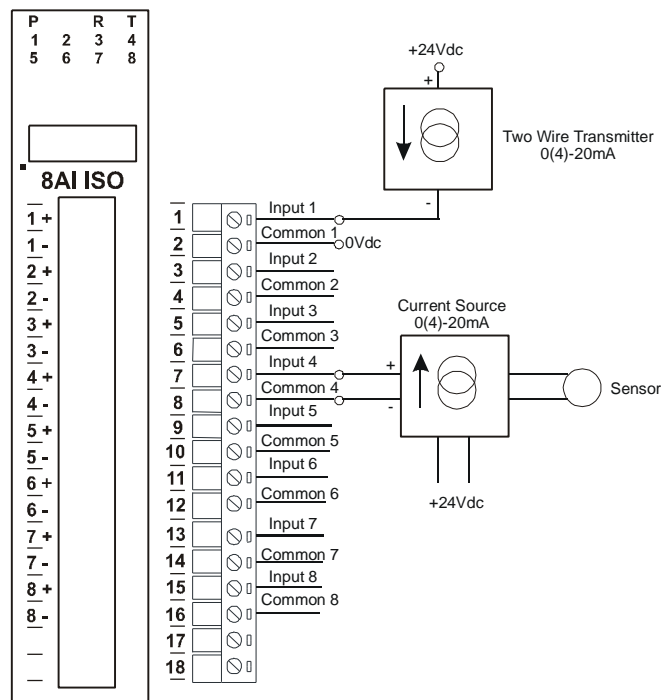 P R T
1 2 3 4
5 6 7 8
8AI ISO
1 +
1 -
2 +
2 -
3 +
3 -
4 +
4 -
5 +
5 -
6 +
6 -
7 +
7 -
8 +
8 -
1 Input 1
2 Common 1 0Vdc
3 Input 2
4 Common 2
5 Input 3
6 Common 3
7 Input 4
8 Common 4
9 Input 5
10 Common 5
11 Input 6
12 Common 6
13 Input 7
14 Common 7
15 Input 8
16 Common 8
17
18
+24Vdc
+
-
Two Wire Transmitter
0(4)-20mA
Current Source
0(4)-20mA
+
-
Sensor
+24Vdc